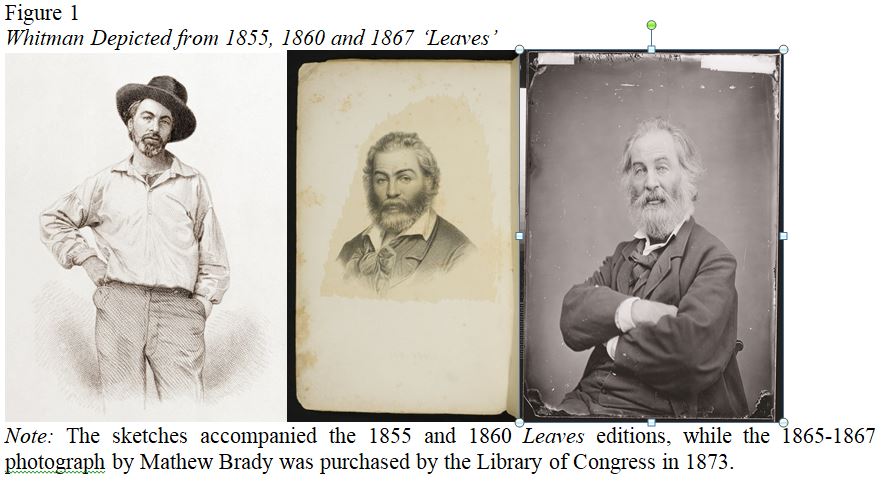 Figure 1
Whitman Depicted from 1855, 1860 and 1867 ‘Leaves’
Note: The sketches accompanied the 1855 and 1860 Leaves editions, while the 1865-1867
photograph by Mathew Brady was purchased by the Library of Congress in 1873.